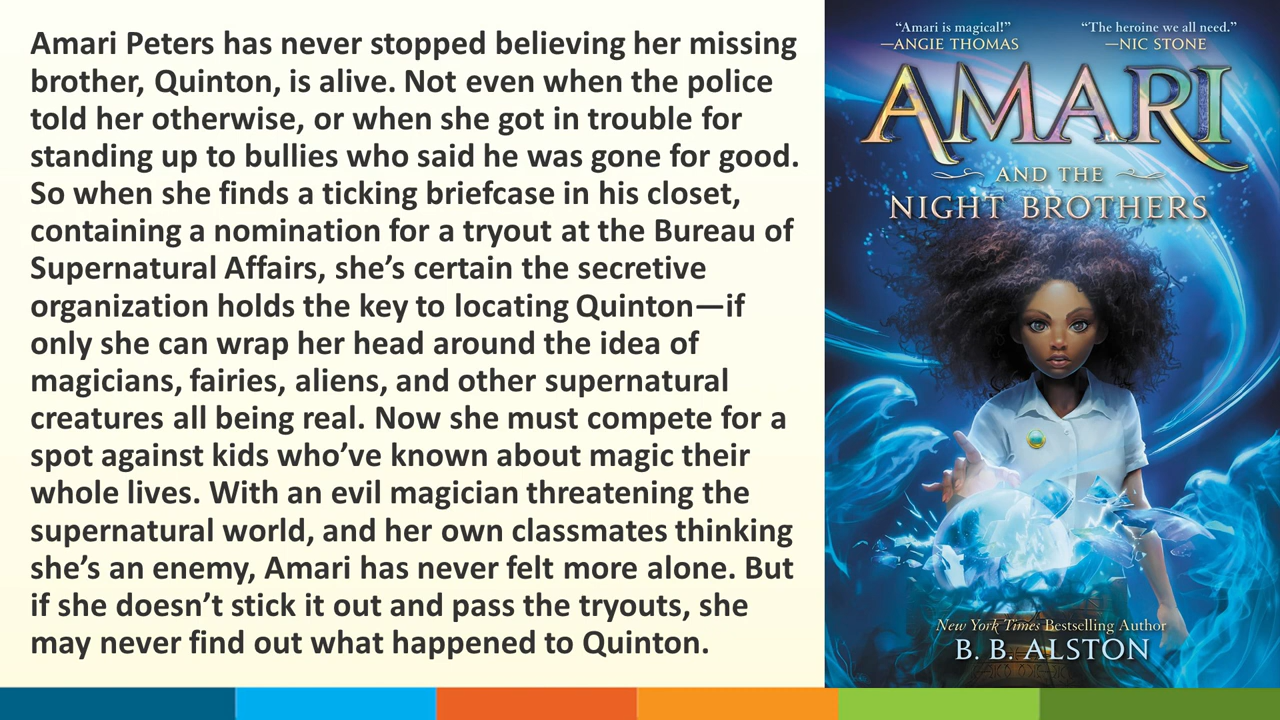 Amari Peters has never stopped believing her missing
brother, Quinton, is alive. Not even when the police
told her otherwise, or when she got in trouble for
standing up to bullies who said he was gone for good.
So when she finds a ticking briefcase in his closet,
containing a nomination for a tryout at the Bureau of
Supernatural Affairs, she’s certain the secretive
organization holds the key to locating Quinton—if
only she can wrap her head around the idea of
magicians, fairies, aliens, and other supernatural
creatures all being real. Now she must compete for a
spot against kids who’ve known about magic their
whole lives. With an evil magician threatening the
supernatural world, and her own classmates thinking
she’s an enemy, Amari has never felt more alone. But
if she doesn’t stick it out and pass the tryouts, she
may never find out what happened to Quinton.
“Amari is magical!”
—ANGIE THOMAS
“The heroine we all need.”
—NIC STONE
AMARI
AND THE
NIGHT BROTHERS
New York Times Bestselling Author
B. B. ALSTON